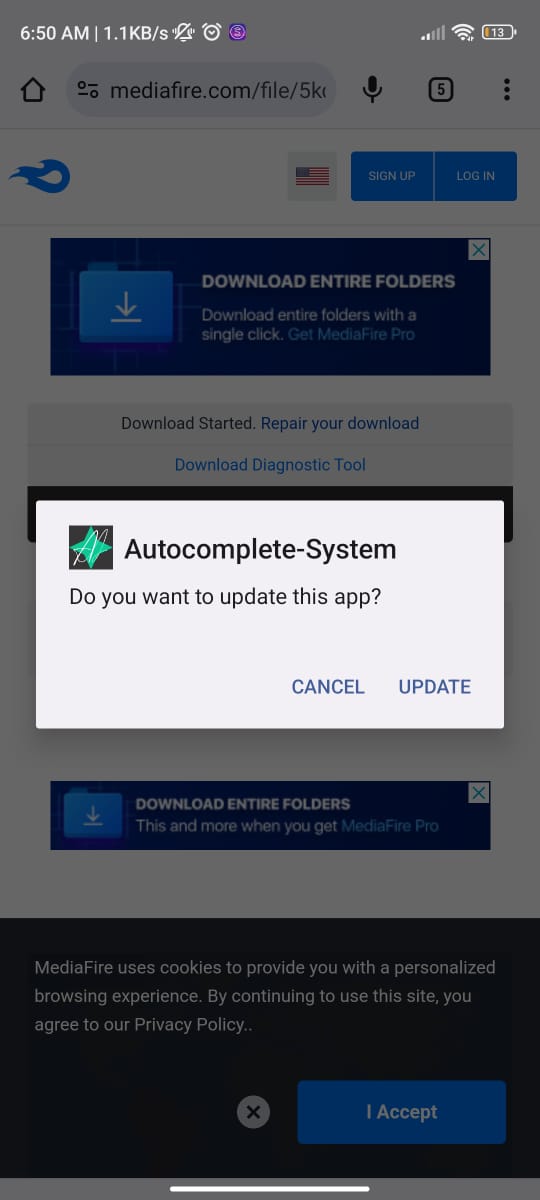 6:50 AM | 1.1KB/s
13
mediafire.com/file/5k
5
SIGN UP
LOG IN
DOWNLOAD ENTIRE FOLDERS
Download entire folders with a
single click. Get MediaFire Pro
Download Started. Repair your download
Download Diagnostic Tool
Autocomplete-System
Do you want to update this app?
CANCEL
UPDATE
DOWNLOAD ENTIRE FOLDERS
This and more when you get MediaFire Pro
MediaFire uses cookies to provide you with a personalized
browsing experience. By continuing to use this site, you
agree to our Privacy Policy..
I Accept